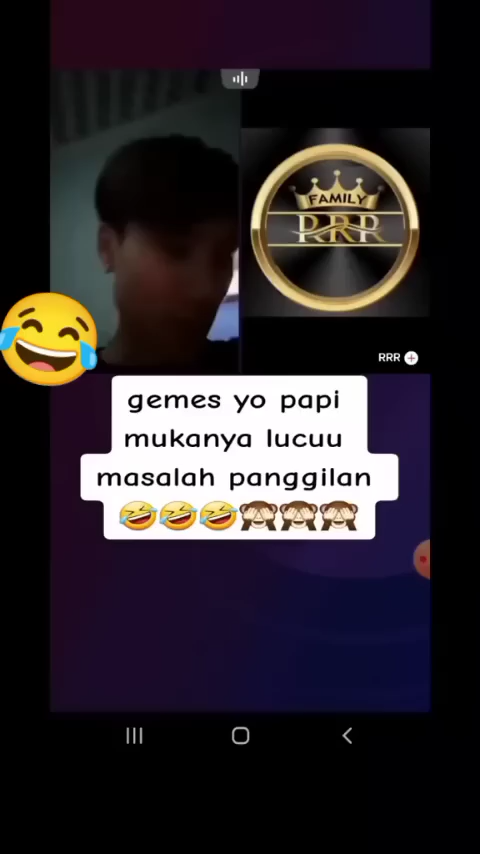 FAMILY
RRR
RRR
gemes yo papi
mukanya lucuu
masalah panggilan
🤣🤣🤣🙈🙈🙈